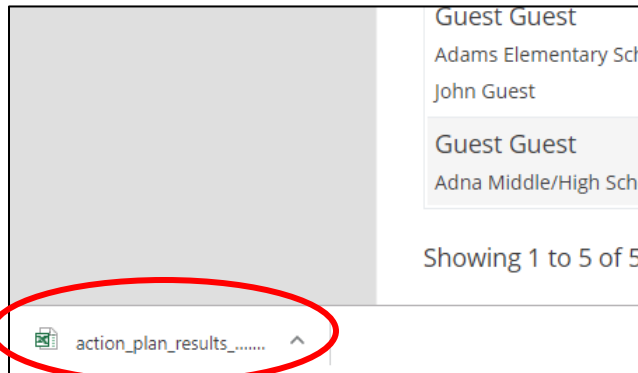 Guest Guest
Adams Elementary Sch
John Guest
Guest Guest
Adna Middle/High Sch
Showing 1 to 5 of 5
action_plan_results_.......